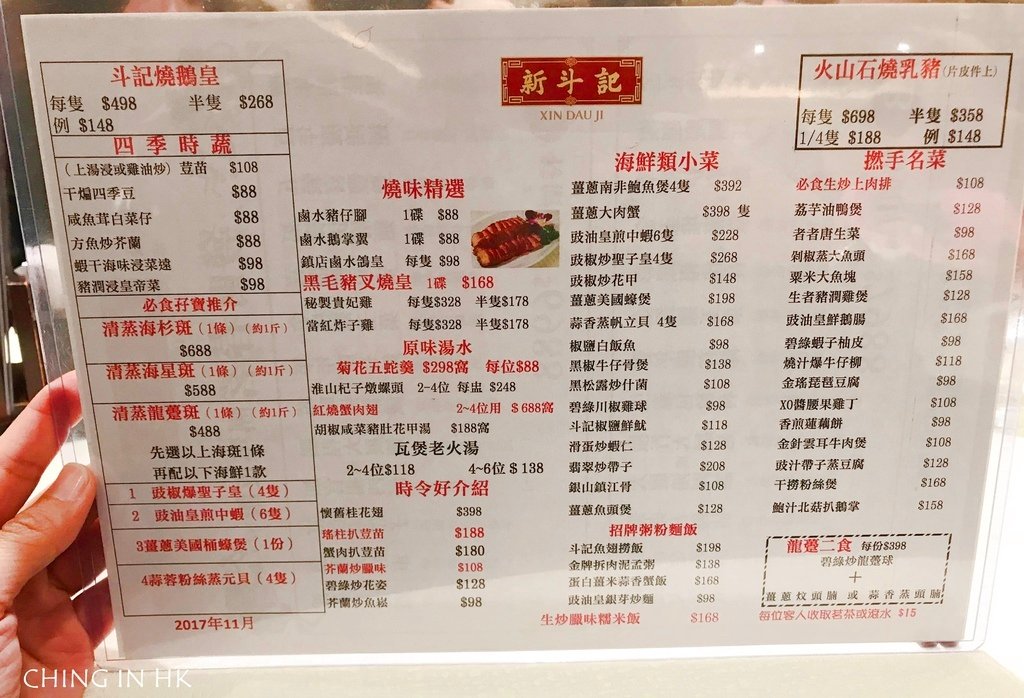 新斗記
XIN DAU JI
斗記燒鵝皇
每隻 $498 半隻 $268
例 $148
四季時蔬
(上湯浸或雞油炒) 荳苗 $108
干煸四季豆 $88
咸魚茸白菜仔 $88
方魚炒芥蘭 $88
蝦干海味浸菜遠 $98
豬潤浸皇帝菜 $98
必食孖寶推介
清蒸海杉斑 (1條) (約1斤)
$688
清蒸海星斑 (1條) (約1斤)
$588
清蒸龍躉斑 (1條) (約1斤)
$488
先選以上海斑1條
再配以下海鮮1款
1 豉椒爆聖子皇 (4隻)
2 豉油皇煎中蝦 (6隻)
3薑蔥美國桶蠔煲 (1份)
4蒜蓉粉絲蒸元貝 (4隻)
2017年11月
燒味精選
鹵水豬仔腳 1碟 $88
鹵水鵝掌翼 1碟 $88
鎮店鹵水鴿皇 每隻 $98
黑毛豬叉燒皇 1碟 $168
秘製貴妃雞 每隻$328 半隻$178
當紅炸子雞 每隻$328 半隻$178
原味湯水
菊花五蛇羹 $298窩 每位$88
淮山杞子燉螺頭 2-4位 每盅 $248
紅燒蟹肉翅 2~4位用 $688窩
胡椒咸菜豬肚花甲湯 $188窩
瓦煲老火湯
2~4位$118 4~6位$138
時令好介紹
懷舊桂花翅 $398
瑤柱扒荳苗 $188
蟹肉扒荳苗 $180
芥蘭炒臘味 $108
碧綠炒花姿 $128
芥蘭炒魚崧 $98
海鮮類小菜
薑蔥南非鮑魚煲4隻 $392
薑蔥大肉蟹 $398 隻
豉油皇煎中蝦6隻 $228
豉椒炒聖子皇4隻 $268
豉椒炒花甲 $148
薑蔥美國蠔煲 $198
蒜香蒸帆立貝 4隻 $168
椒鹽白飯魚 $98
黑椒牛仔骨煲 $138
黑松露炒什菌 $108
碧綠川椒雞球 $98
斗記椒鹽鮮魷 $118
滑蛋炒蝦仁 $128
翡翠炒帶子 $208
銀山鎮江骨 $108
薑蔥魚頭煲 $128
招牌粥粉麵飯
斗記魚翅撈飯 $198
金牌拆肉泥孟粥 $138
蛋白薑米蒜香蟹飯 $168
豉油皇銀芽炒麵 $98
生炒臘味糯米飯 $168
火山石燒乳豬(片皮件上)
每隻 $698 半隻 $358
1/4隻 $188 例 $148
撚手名菜
必食生炒上肉排 $108
荔芋油鴨煲 $128
者者唐生菜 $98
剁椒蒸大魚頭 $168
粟米大魚塊 $158
生者豬潤雞煲 $128
豉油皇鮮鵝腸 $168
碧綠蝦子柚皮 $98
燒汁爆牛仔柳 $118
金瑤琵琶豆腐 $98
XO醬腰果雞丁 $108
香煎蓮藕餅 $98
金針雲耳牛肉煲 $108
豉汁帶子蒸豆腐 $128
干撈粉絲煲 $168
鮑汁北菇扒鵝掌 $158
龍躉二食 每份$398
碧綠炒龍躉球
+
薑蔥炆頭腩 或 蒜香蒸頭腩
每位客人收取茗茶或滾水 $15
CHING IN HK